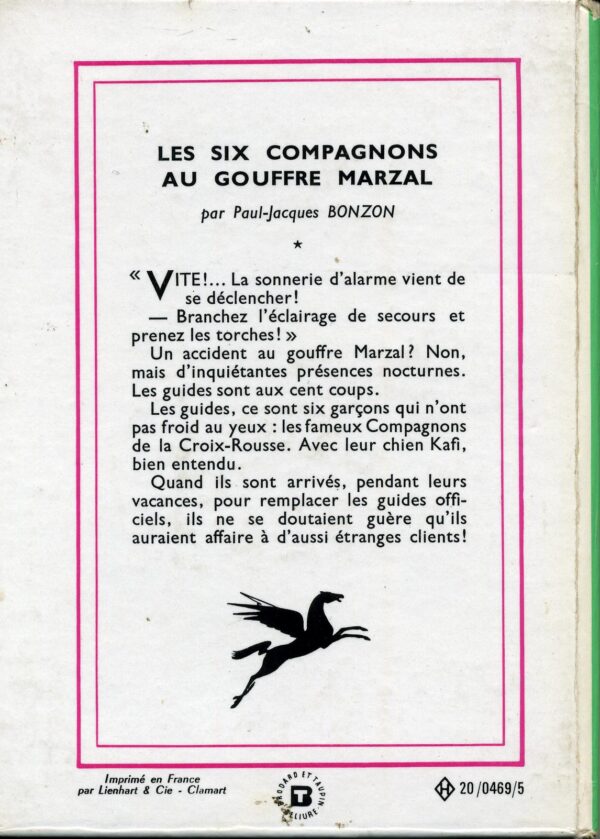 LES SIX COMPAGNONS
AU GOUFFRE MARZAL
par Paul-Jacques BONZON
★
« VITE!... La sonnerie d'alarme vient de
se déclencher!
— Branchez l'éclairage de secours et
prenez les torches! »
Un accident au gouffre Marzal? Non,
mais d'inquiétantes présences nocturnes.
Les guides sont aux cent coups.
Les guides, ce sont six garçons qui n'ont
pas froid au yeux : les fameux Compagnons
de la Croix-Rousse. Avec leur chien Kafi,
bien entendu.
Quand ils sont arrivés, pendant leurs
vacances, pour remplacer les guides offi-
ciels, ils ne se doutaient guère qu'ils
auraient affaire à d'aussi étranges clients!
Imprimé en France
par Lienhart & Cie - Clamart
BRODARD ET TAUPIN
RELIURE
BT
H 20/0469/5